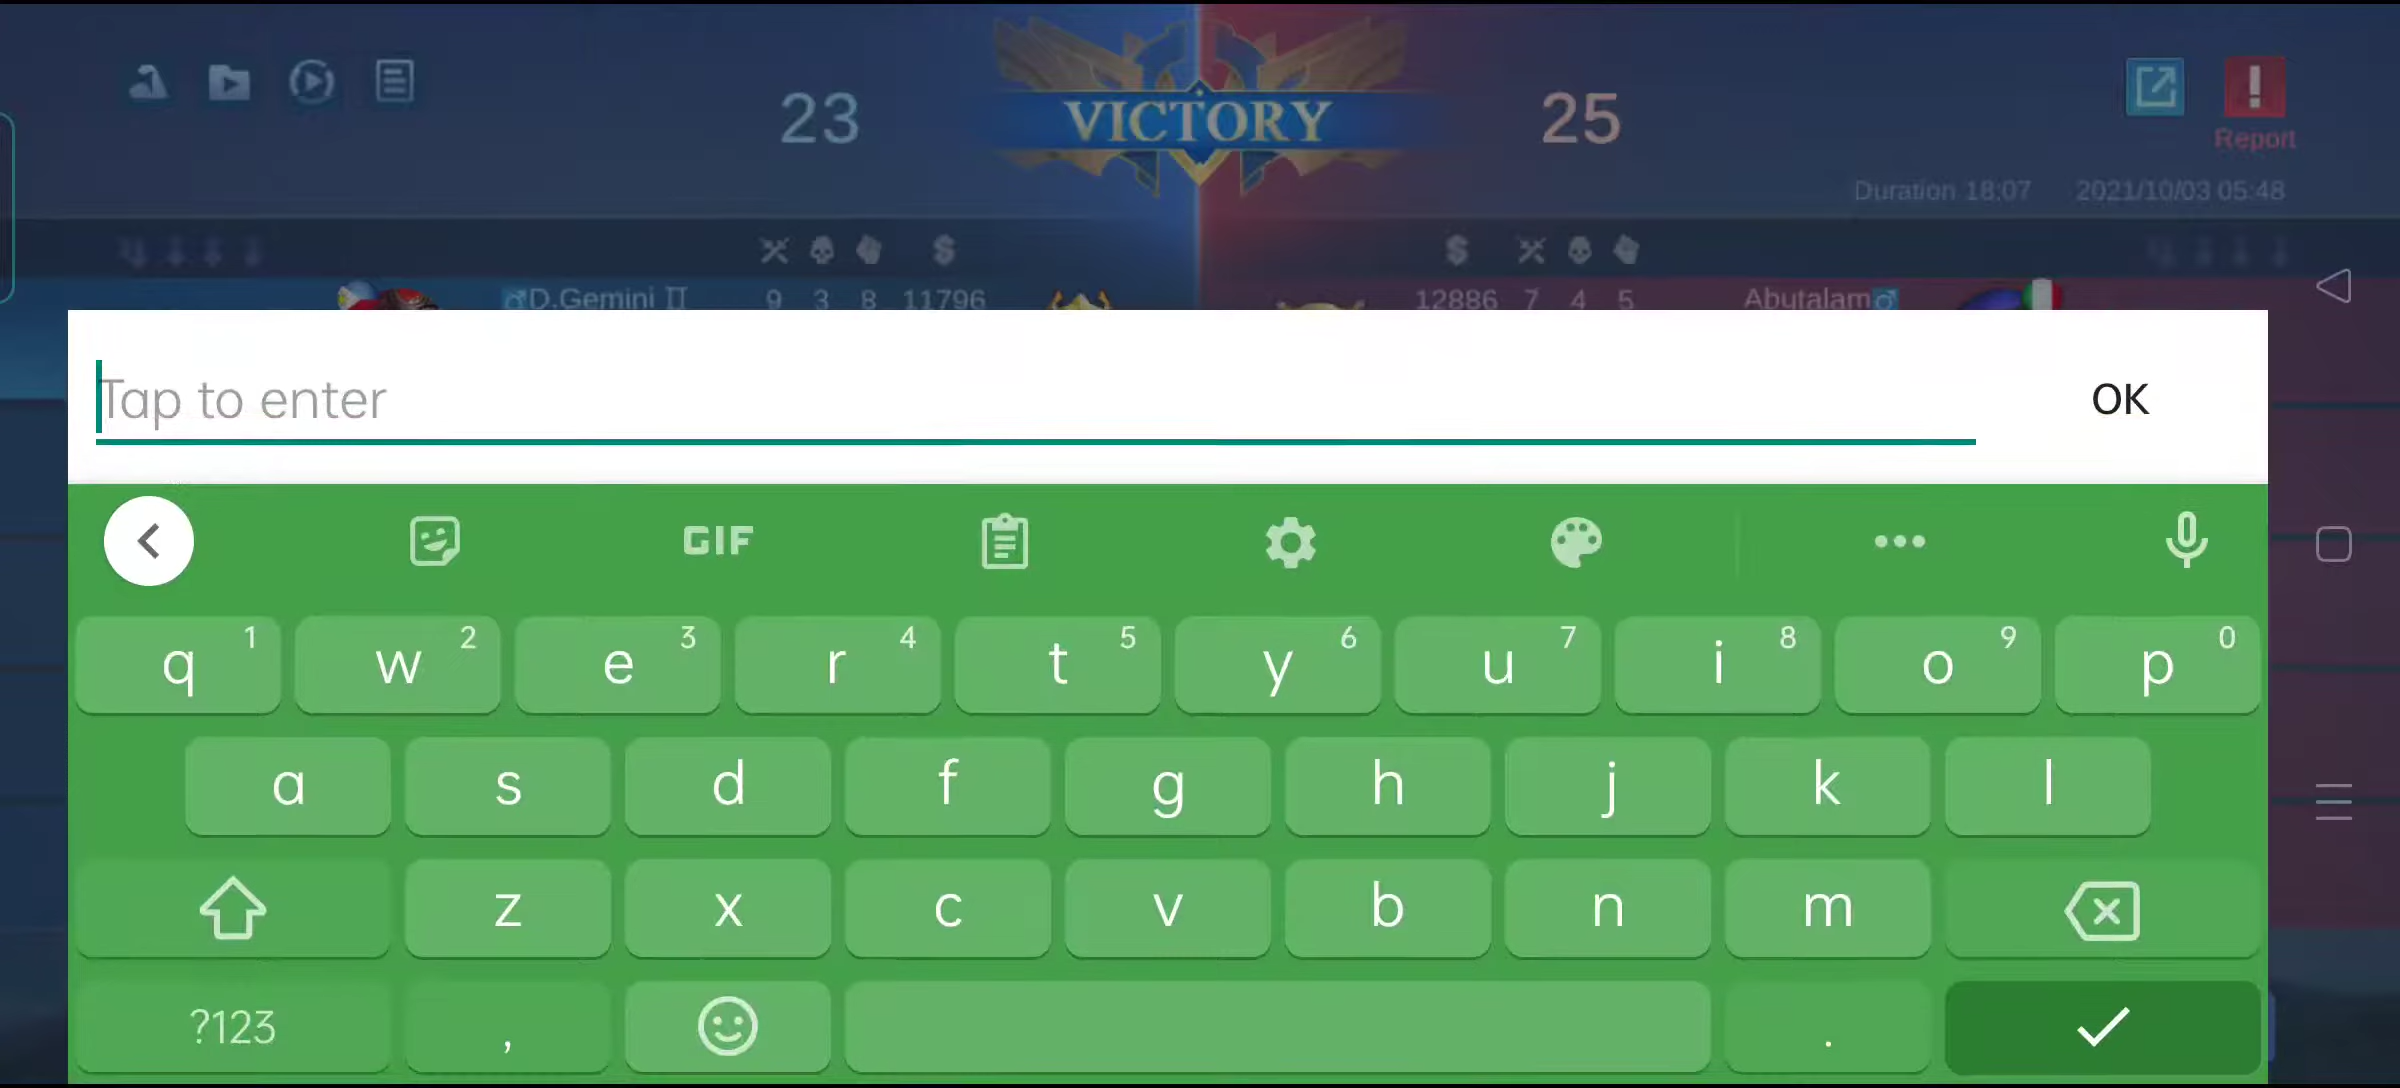 23 VICTORY 25
Report
Duration 18:07 2021/10/03 05:48
D.Gemini II 9 3 8 11796 12886 7 4 5 Abutalam
Tap to enter OK
GIF
q 1 w 2 e 3 r 4 t 5 y 6 u 7 i 8 o 9 p 0
a s d f g h j k l
z x c v b n m
?123 , .